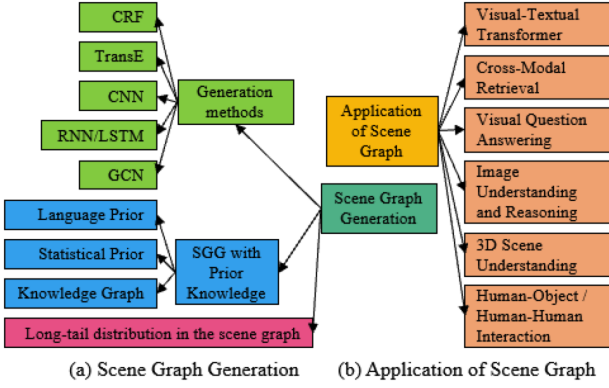 CRF
TransE
CNN
RNN/LSTM
GCN
Generation
methods
Language Prior
Statistical Prior
Knowledge Graph
SGG with
Prior
Knowledge
Long-tail distribution in the scene graph
Scene Graph
Generation
(a) Scene Graph Generation
Application
of Scene
Graph
Visual-Textual
Transformer
Cross-Modal
Retrieval
Visual Question
Answering
Image
Understanding
and Reasoning
3D Scene
Understanding
Human-Object /
Human-Human
Interaction
(b) Application of Scene Graph